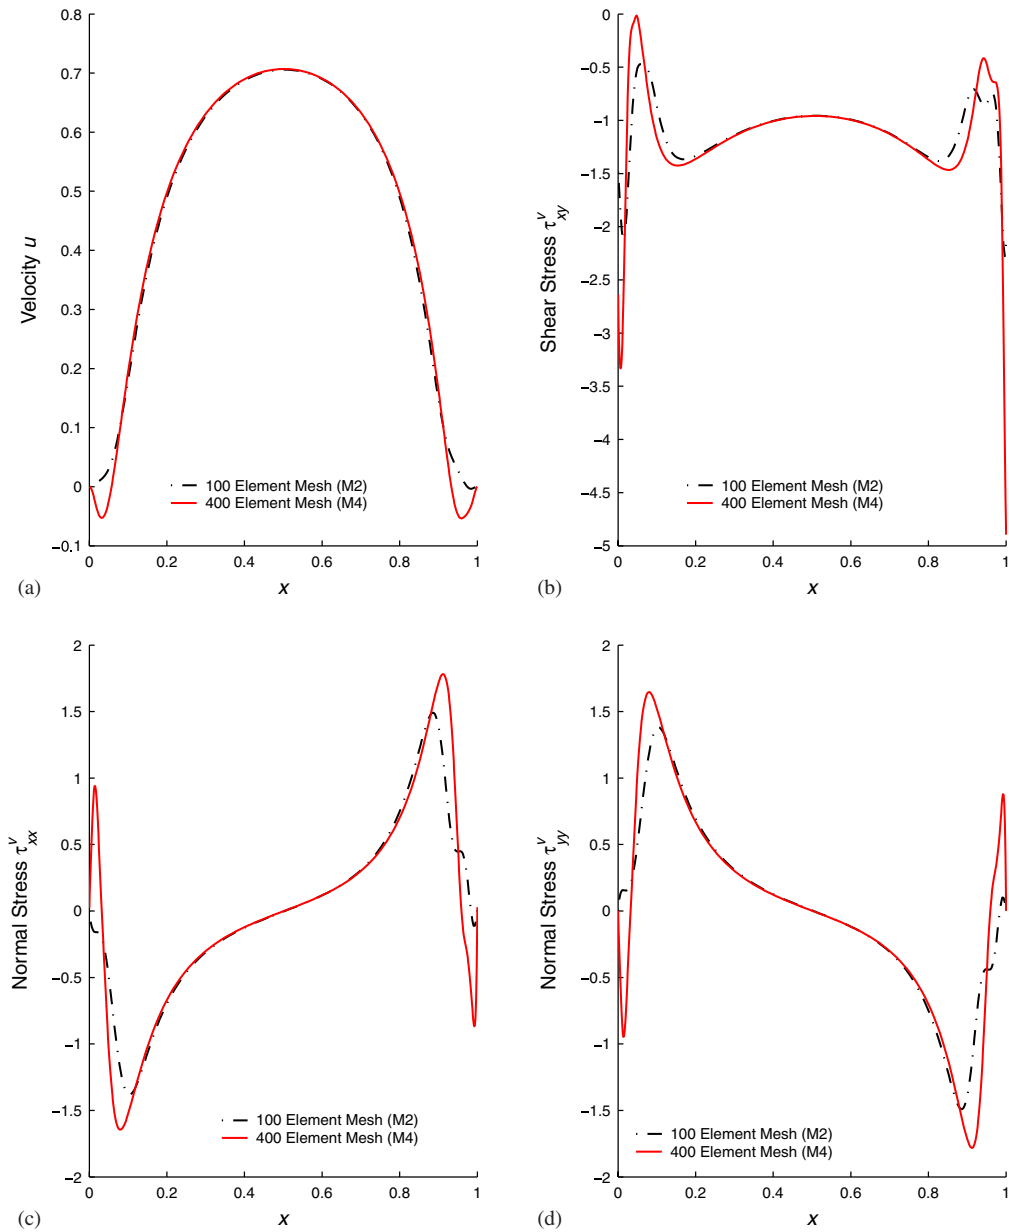 0.8
0.7
0.6
0.5
0.4
0.3
0.2
0.1
0
−0.1
Velocity u
100 Element Mesh (M2)
400 Element Mesh (M4)
0 0.2 0.4 0.6 0.8 1
(a) x
0
−0.5
−1
−1.5
−2
−2.5
−3
−3.5
−4
−4.5
−5
Shear Stress τ^v_xy
100 Element Mesh (M2)
400 Element Mesh (M4)
0 0.2 0.4 0.6 0.8 1
(b) x
2
1.5
1
0.5
0
−0.5
−1
−1.5
−2
Normal Stress τ^v_xx
100 Element Mesh (M2)
400 Element Mesh (M4)
0 0.2 0.4 0.6 0.8 1
(c) x
2
1.5
1
0.5
0
−0.5
−1
−1.5
−2
Normal Stress τ^v_yy
100 Element Mesh (M2)
400 Element Mesh (M4)
0 0.2 0.4 0.6 0.8 1
(d) x